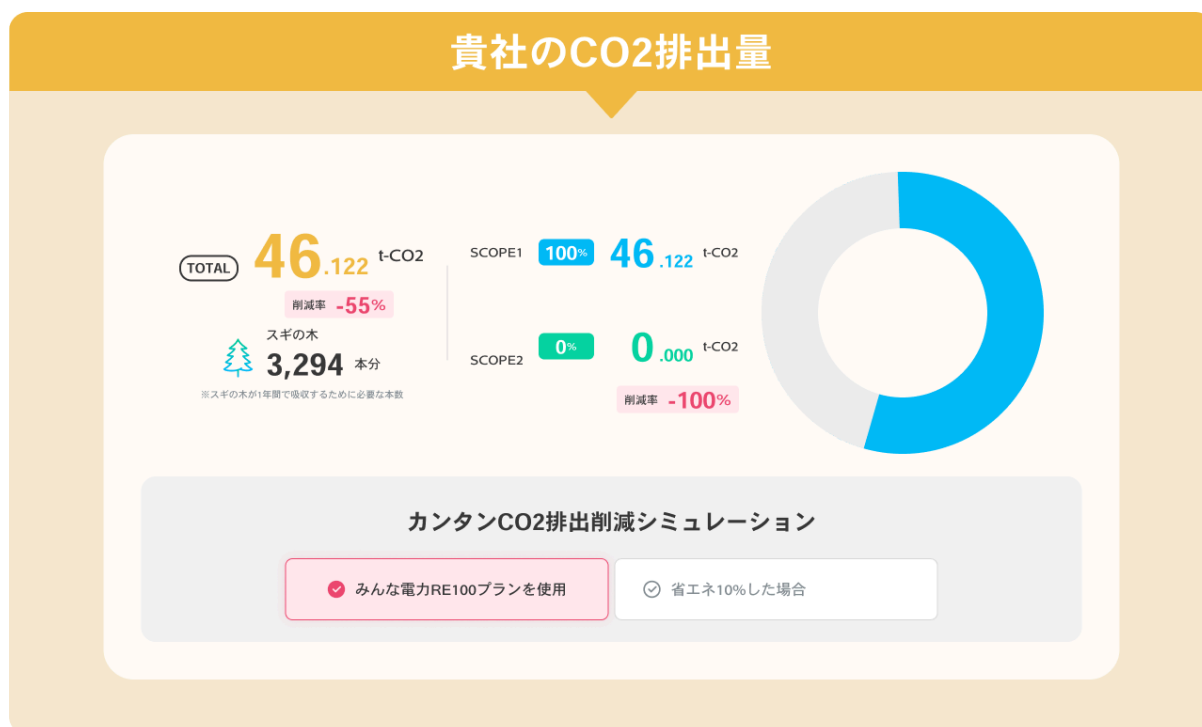 貴社のCO2排出量
TOTAL 46.122 t-CO2
削減率 -55%
スギの木
3,294 本分
※スギの木が1年間で吸収するために必要な本数
SCOPE1 100% 46.122 t-CO2
SCOPE2 0% 0.000 t-CO2
削減率 -100%
カンタンCO2排出削減シミュレーション
みんな電力RE100プランを使用
省エネ10%した場合